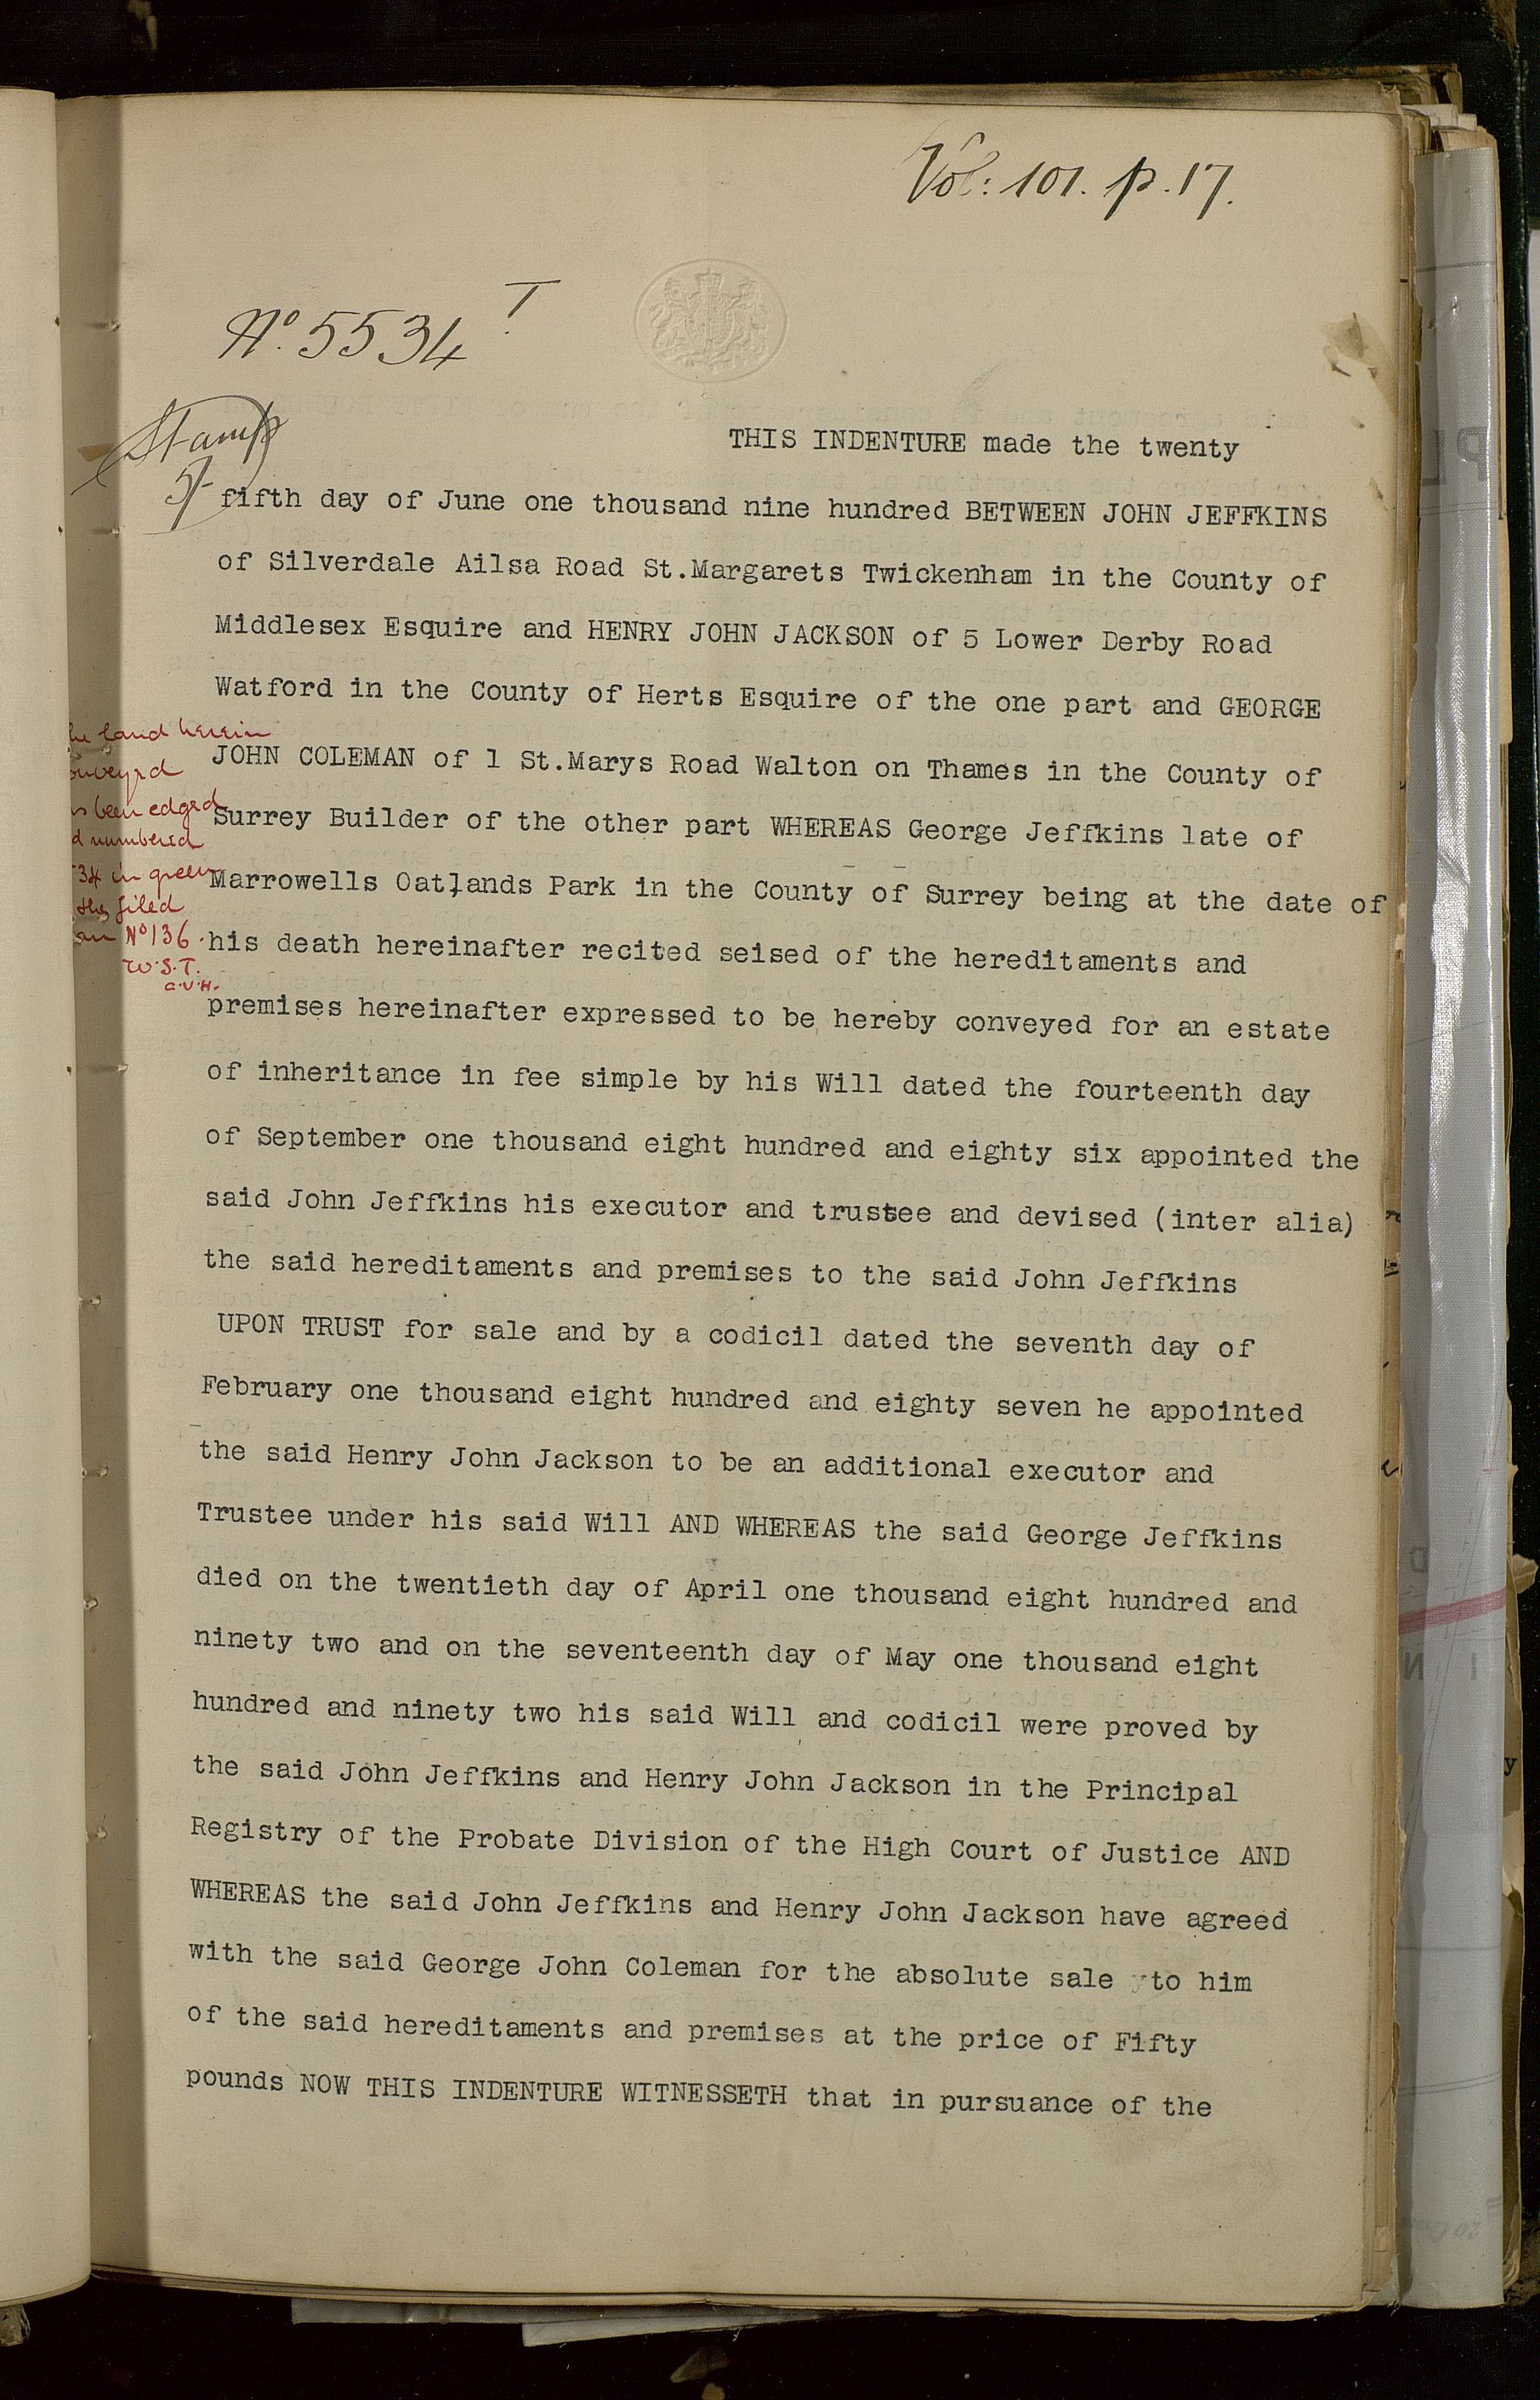 Vol: 101. p. 17.
No. 5534 T.
Stamp
5/-
THIS INDENTURE made the twenty
fifth day of June one thousand nine hundred BETWEEN JOHN JEFFKINS
of Silverdale Ailsa Road St.Margarets Twickenham in the County of
Middlesex Esquire and HENRY JOHN JACKSON of 5 Lower Derby Road
Watford in the County of Herts Esquire of the one part and GEORGE
JOHN COLEMAN of 1 St.Marys Road Walton on Thames in the County of
Surrey Builder of the other part WHEREAS George Jeffkins late of
Marrowells Oatlands Park in the County of Surrey being at the date of
his death hereinafter recited seised of the hereditaments and
premises hereinafter expressed to be hereby conveyed for an estate
of inheritance in fee simple by his Will dated the fourteenth day
of September one thousand eight hundred and eighty six appointed the
said John Jeffkins his executor and trustee and devised (inter alia)
the said hereditaments and premises to the said John Jeffkins
UPON TRUST for sale and by a codicil dated the seventh day of
February one thousand eight hundred and eighty seven he appointed
the said Henry John Jackson to be an additional executor and
Trustee under his said Will AND WHEREAS the said George Jeffkins
died on the twentieth day of April one thousand eight hundred and
ninety two and on the seventeenth day of May one thousand eight
hundred and ninety two his said Will and codicil were proved by
the said John Jeffkins and Henry John Jackson in the Principal
Registry of the Probate Division of the High Court of Justice AND
WHEREAS the said John Jeffkins and Henry John Jackson have agreed
with the said George John Coleman for the absolute sale to him
of the said hereditaments and premises at the price of Fifty
pounds NOW THIS INDENTURE WITNESSETH that in pursuance of the
he land herein
onveyed
s been edged
d numbered
34 in green
the filed
an No 136.
W.S.T.
a.v.H.